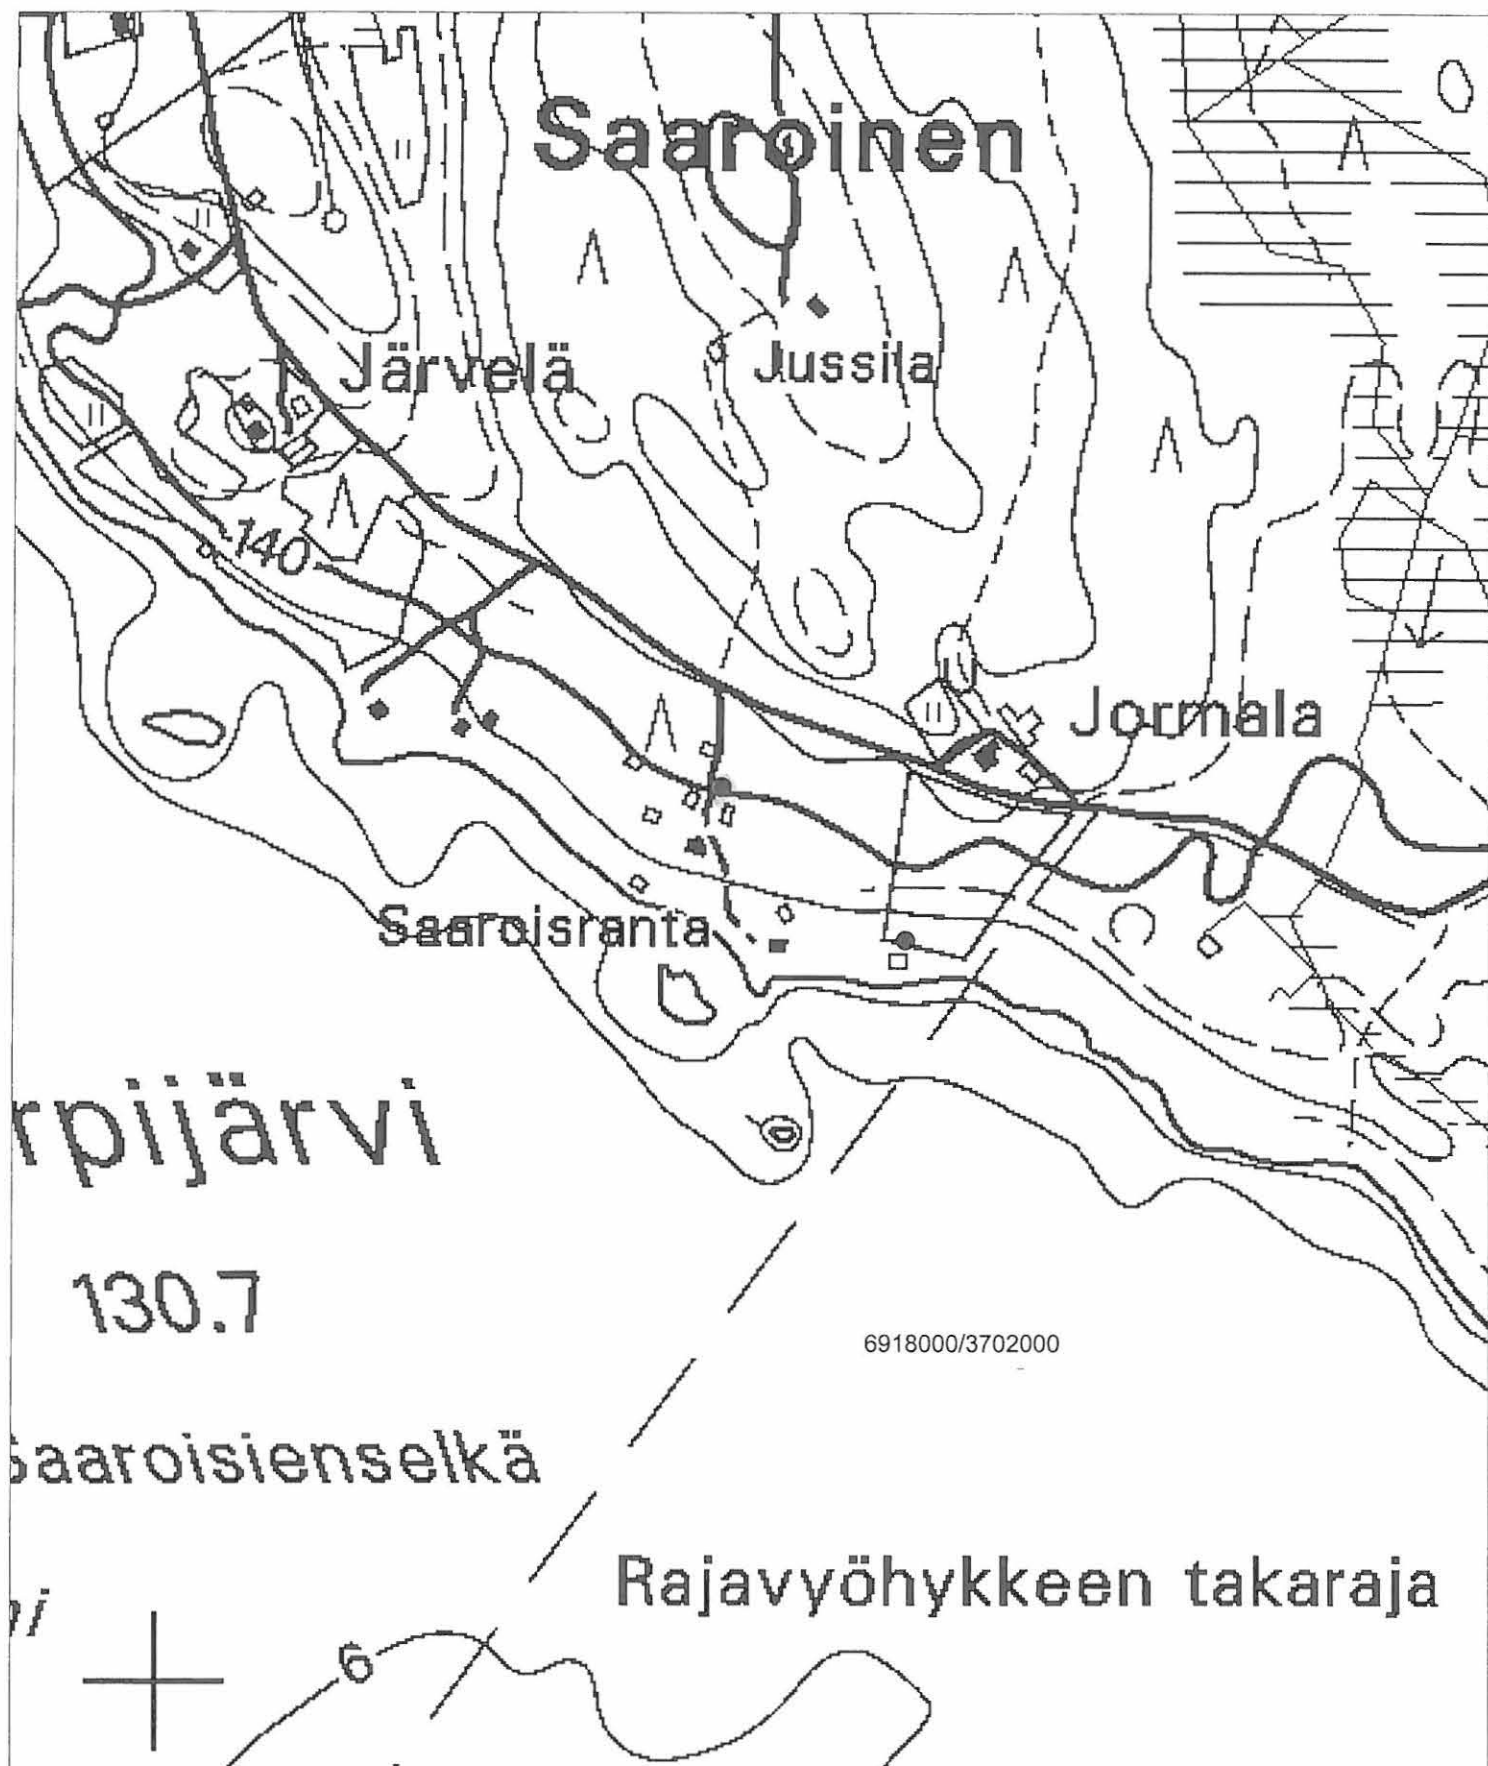 Saaroinen
Järvelä
Jussila
140
Jormala
Saaroisranta
rpijärvi
130.7
6918000/3702000
Saaroisienselkä
Rajavyöhykkeen takaraja
6